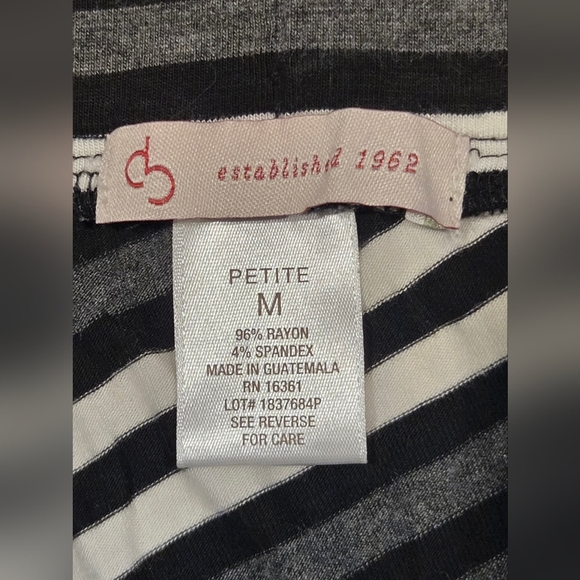 established 1962
PETITE
M
96% RAYON
4% SPANDEX
MADE IN GUATEMALA
RN 16361
LOT# 1837684P
SEE REVERSE
FOR CARE